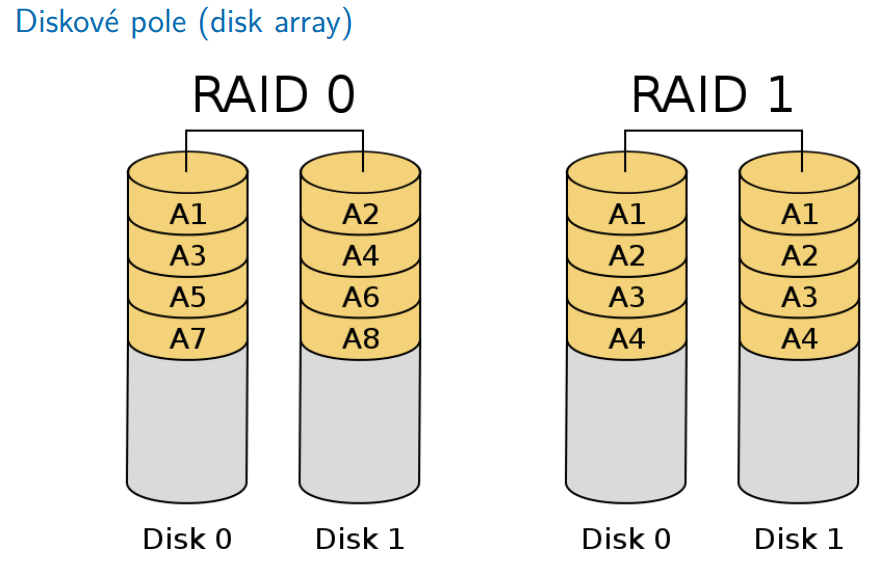 Diskové pole (disk array)
RAID 0
RAID 1
A1 A2 A1 A1
A3 A4 A2 A2
A5 A6 A3 A3
A7 A8 A4 A4
Disk 0 Disk 1 Disk 0 Disk 1